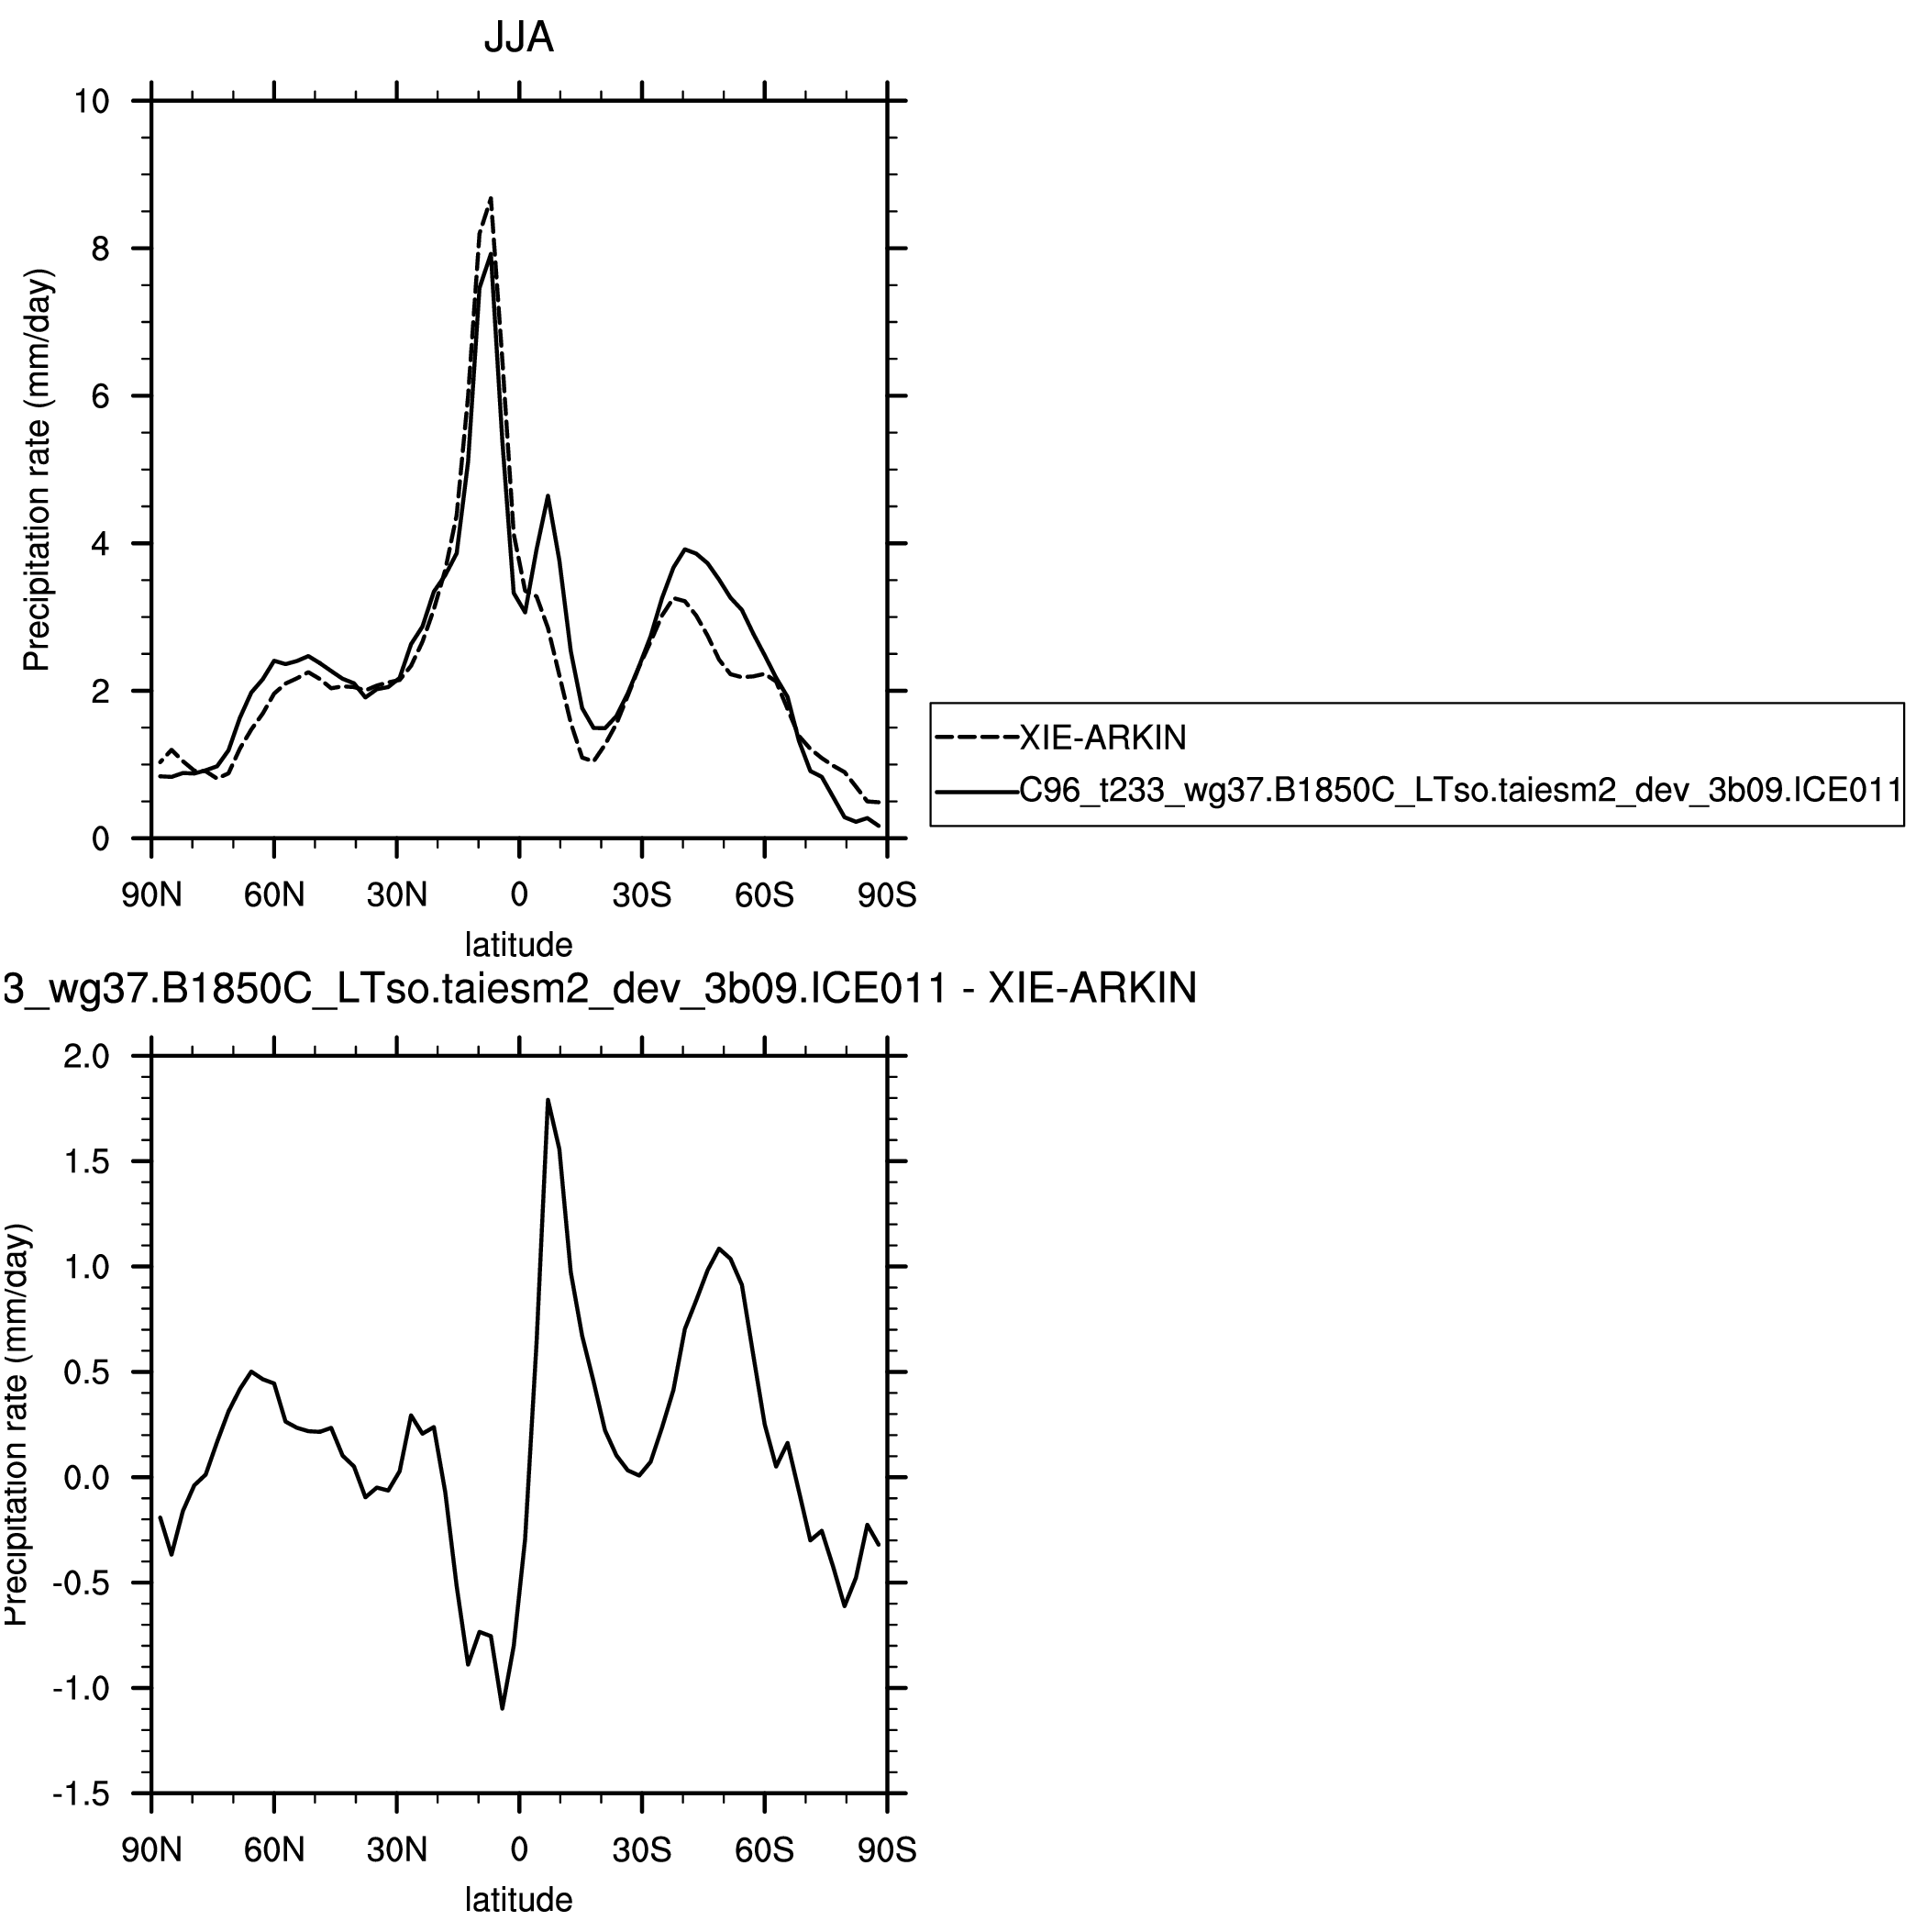 JJA
10
8
6
4
2
0
Precipitation rate (mm/day)
90N 60N 30N 0 30S 60S 90S
latitude
XIE-ARKIN
C96_t233_wg37.B1850C_LTso.taiesm2_dev_3b09.ICE011
3_wg37.B1850C_LTso.taiesm2_dev_3b09.ICE011 - XIE-ARKIN
2.0
1.5
1.0
0.5
0.0
-0.5
-1.0
-1.5
Precipitation rate (mm/day)
90N 60N 30N 0 30S 60S 90S
latitude